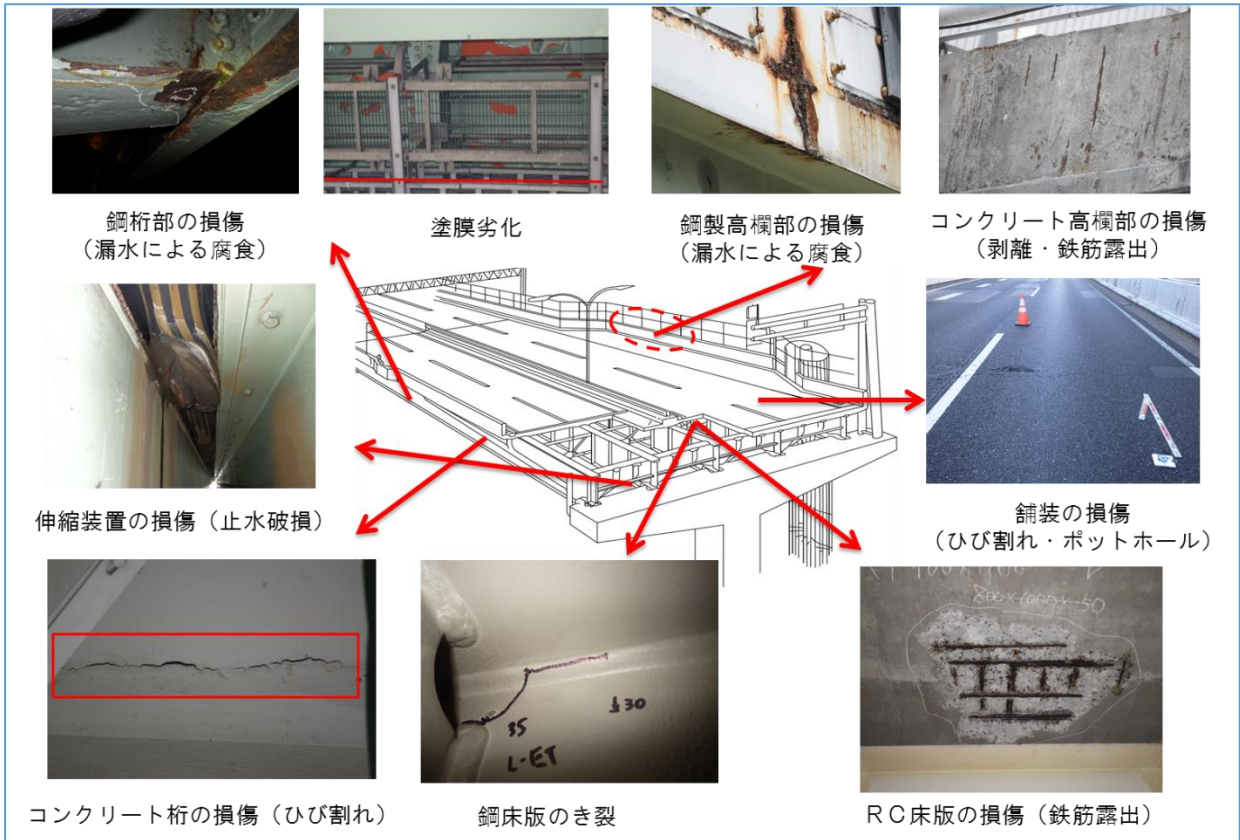 鋼桁部の損傷
（漏水による腐食）
塗膜劣化
鋼製高欄部の損傷
（漏水による腐食）
コンクリート高欄部の損傷
（剥離・鉄筋露出）
伸縮装置の損傷（止水破損）
舗装の損傷
（ひび割れ・ポットホール）
800×1000×50
35
L-ET
130
コンクリート桁の損傷（ひび割れ）
鋼床版のき裂
ＲＣ床版の損傷（鉄筋露出）